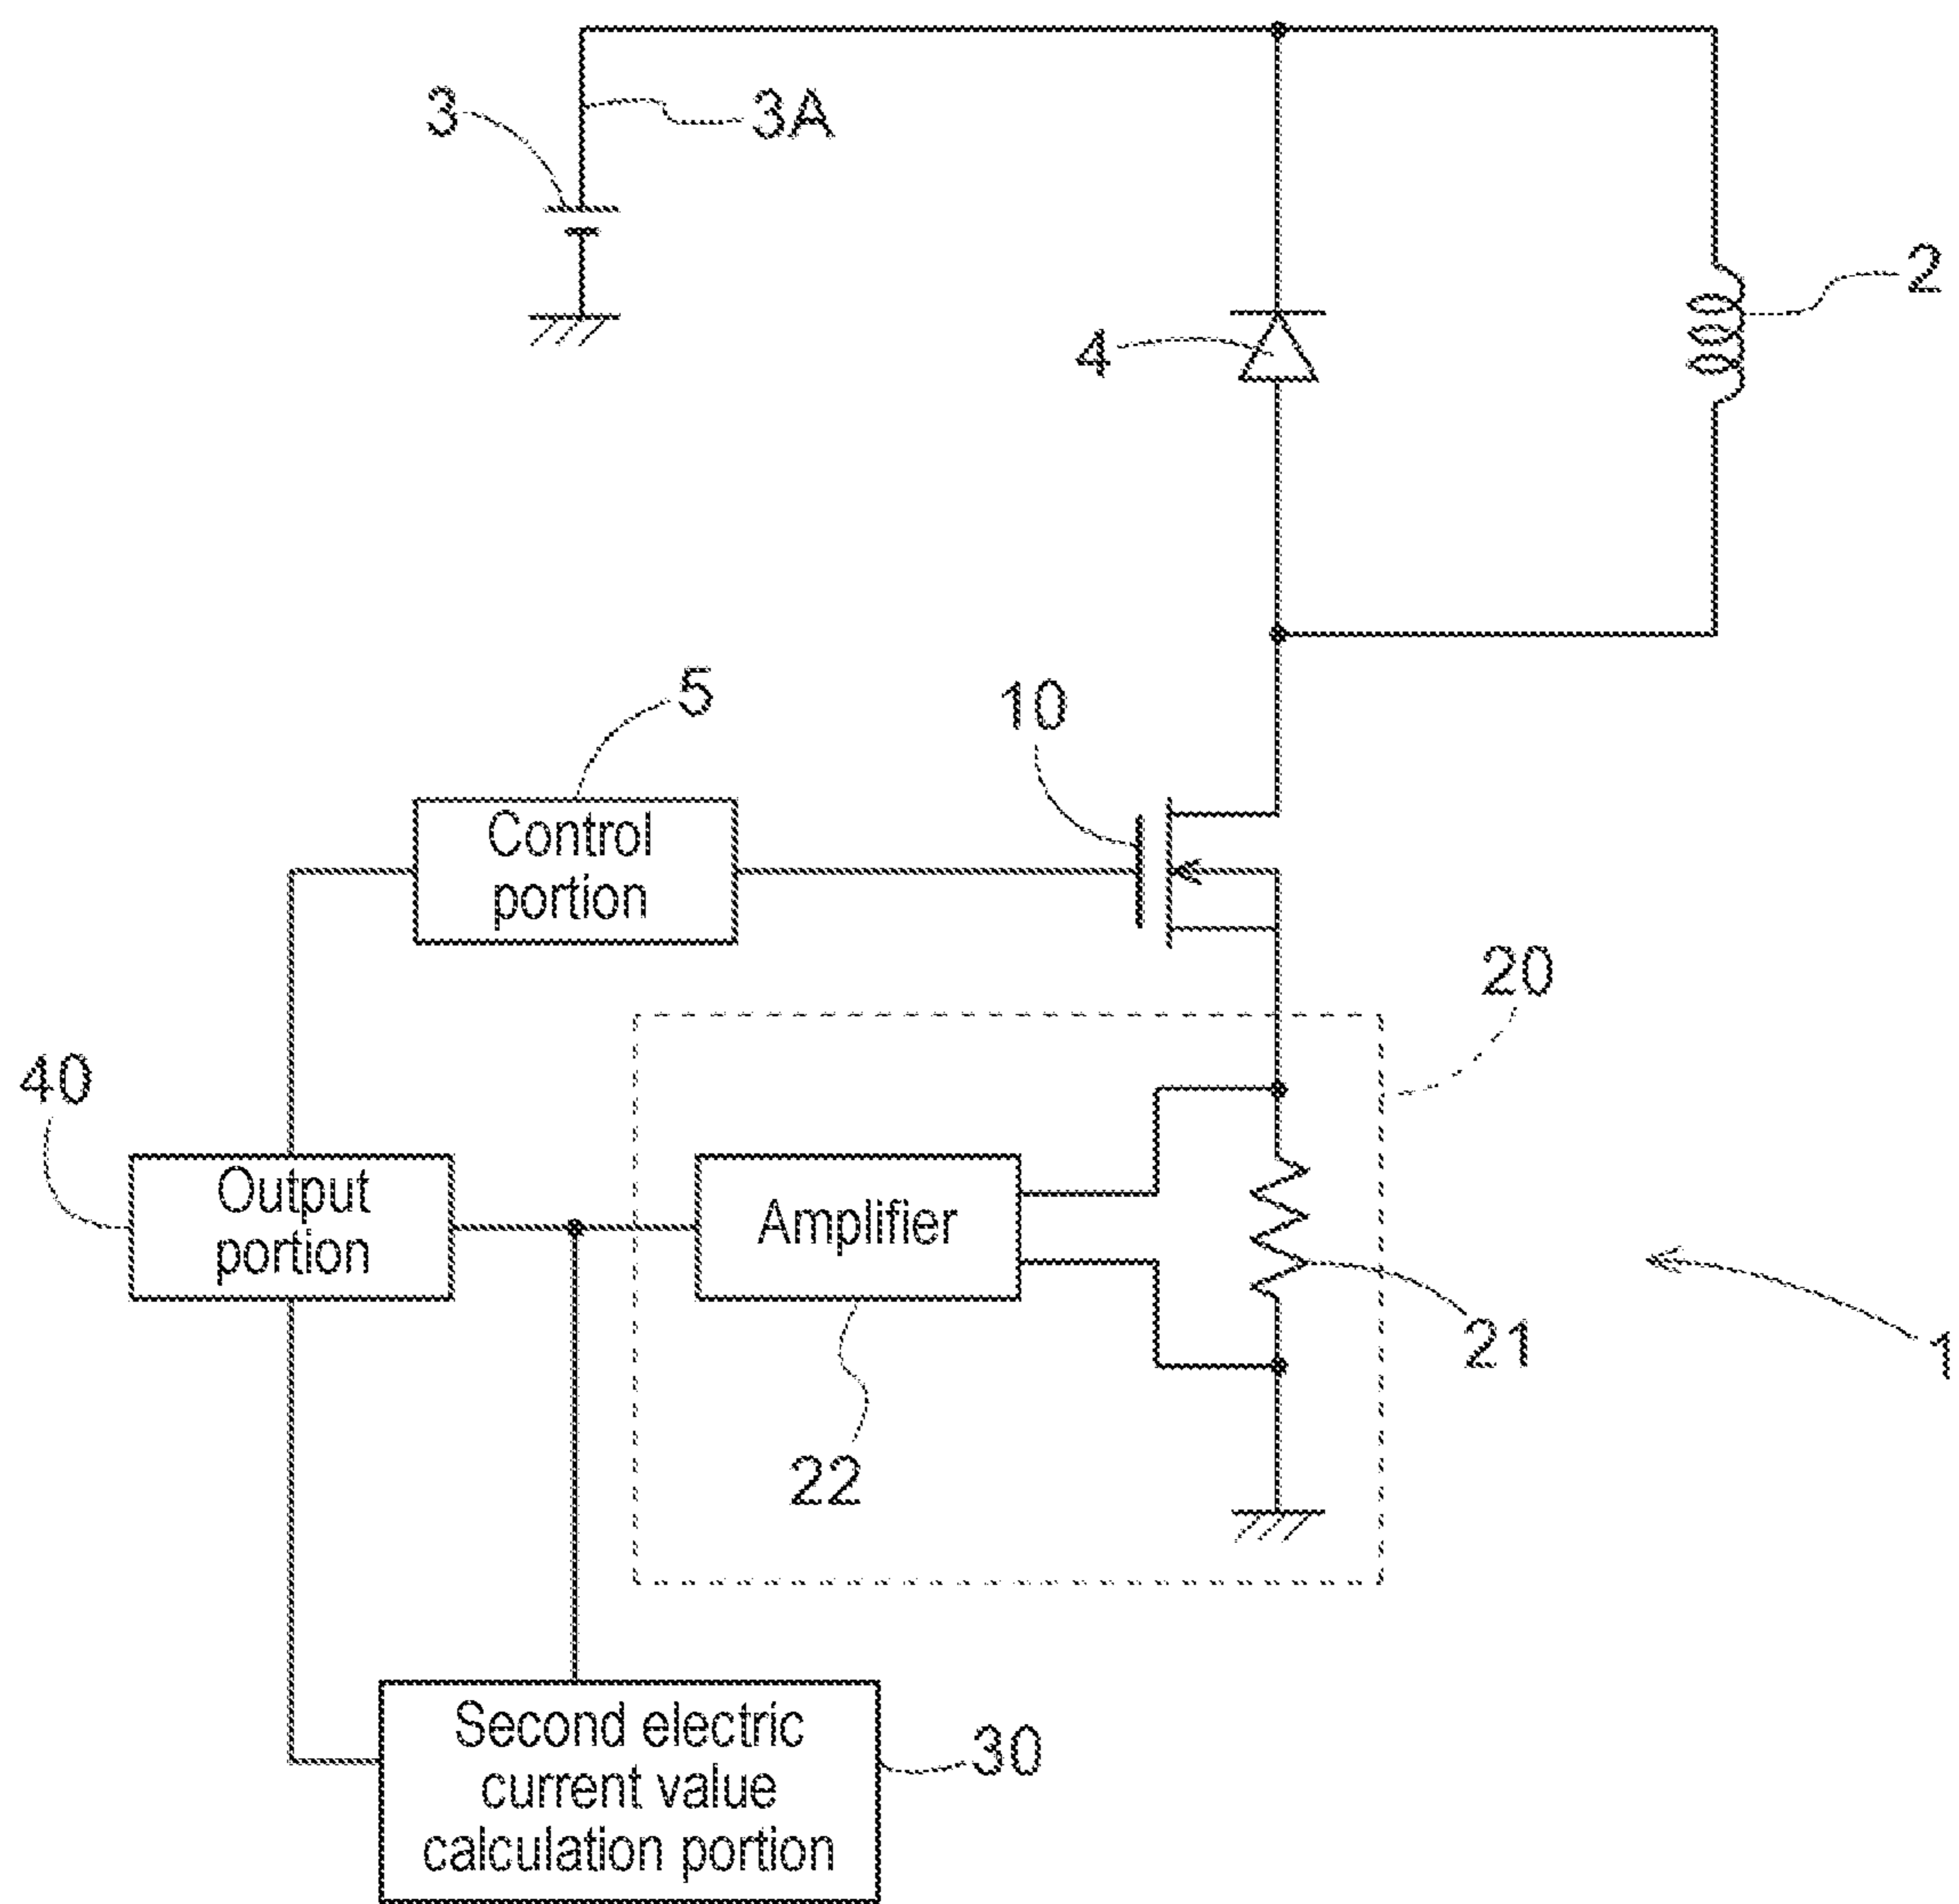 3
3A
2
4
5
10
Control
portion
20
40
Output
portion
Amplifier
21
1
22
Second electric
current value
calculation portion
30